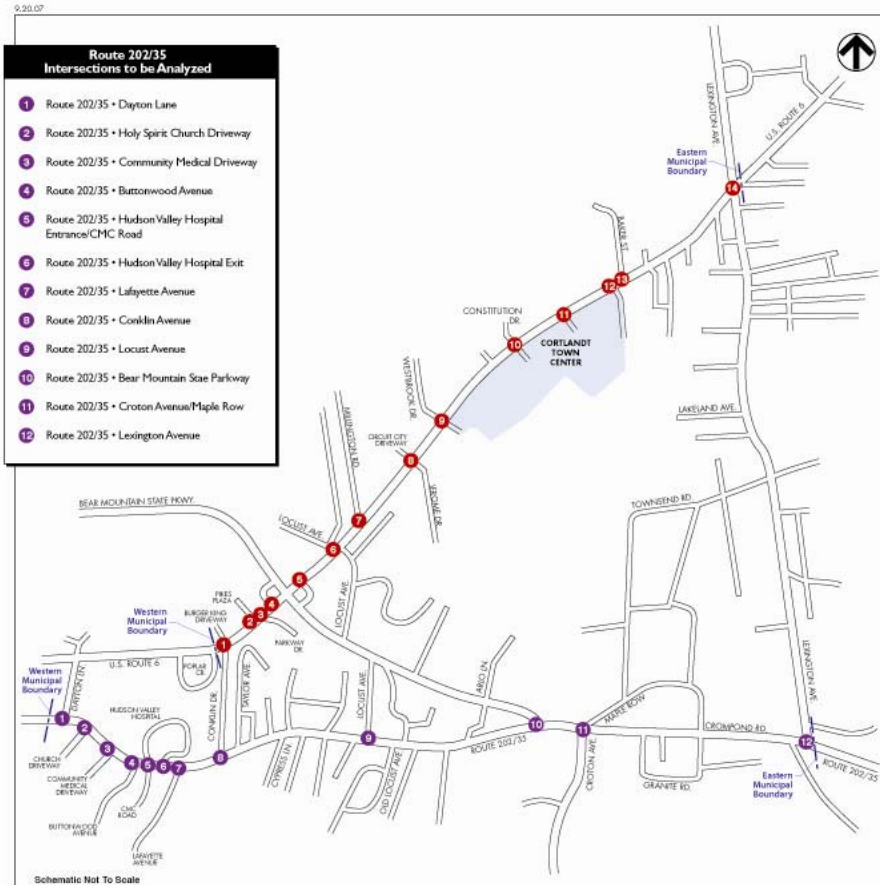 9.20.07
Route 202/35
Intersections to be Analyzed
1 Route 202/35 • Dayton Lane
2 Route 202/35 • Holy Spirit Church Driveway
3 Route 202/35 • Community Medical Driveway
4 Route 202/35 • Buttonwood Avenue
5 Route 202/35 • Hudson Valley Hospital
Entrance/CMC Road
6 Route 202/35 • Hudson Valley Hospital Exit
7 Route 202/35 • Lafayette Avenue
8 Route 202/35 • Conklin Avenue
9 Route 202/35 • Locust Avenue
10 Route 202/35 • Bear Mountain Stae Parkway
11 Route 202/35 • Croton Avenue/Maple Row
12 Route 202/35 • Lexington Avenue
LEXINGTON AVE.
U.S. ROUTE 6
Eastern
Municipal
Boundary
14
BAKER ST.
13
12
11
CONSTITUTION
DR.
10
CORTLANDT
TOWN
CENTER
WESTBROOK DR.
9
LAKELAND AVE.
CIRCUIT CITY
DRIVEWAY
8
JEROME DR.
MILLINGTON RD.
7
BEAR MOUNTAIN STATE PKWY.
TOWNSEND RD.
LOCUST AVE.
6
5
LOCUST AVE.
PIKES
PLAZA
4
3
2
BURGER KING
DRIVEWAY
Western
Municipal
Boundary
1
PARKWAY
DR.
U.S. ROUTE 6
POPLAR
CR.
Western
Municipal
Boundary
DAYTON LN.
TAYLOR AVE.
CONKLIN DR.
LOCUST AVE.
ARLO LN.
LEXINGTON AVE.
HUDSON VALLEY
HOSPITAL
MAPLE ROW
1
2
3
4
5
6
7
8
9
10
11
12
CROMPOND RD.
ROUTE 202/35
ROUTE 202/35
CHURCH
DRIVEWAY
COMMUNITY
MEDICAL
DRIVEWAY
CYPRESS LN.
OLD LOCUST AVE.
CROTON AVE.
GRANITE RD.
Eastern
Municipal
Boundary
CMC
ROAD
BUTTONWOOD
AVENUE
LAFAYETTE
AVENUE
Schematic Not To Scale